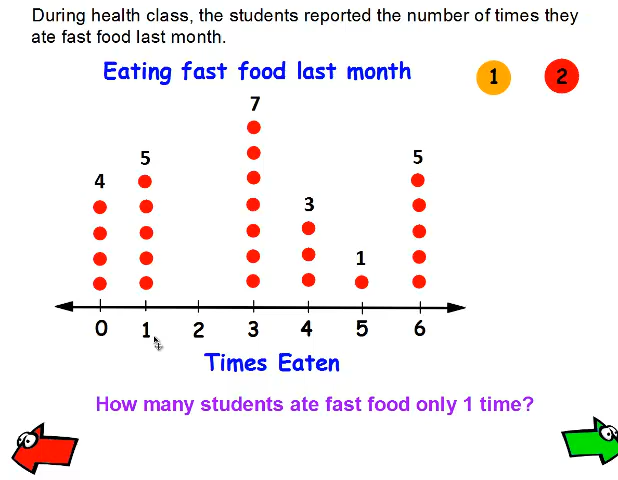 During health class, the students reported the number of times they
ate fast food last month.
Eating fast food last month
1 2
7
5 5
4
3
1
0 1 2 3 4 5 6
Times Eaten
How many students ate fast food only 1 time?